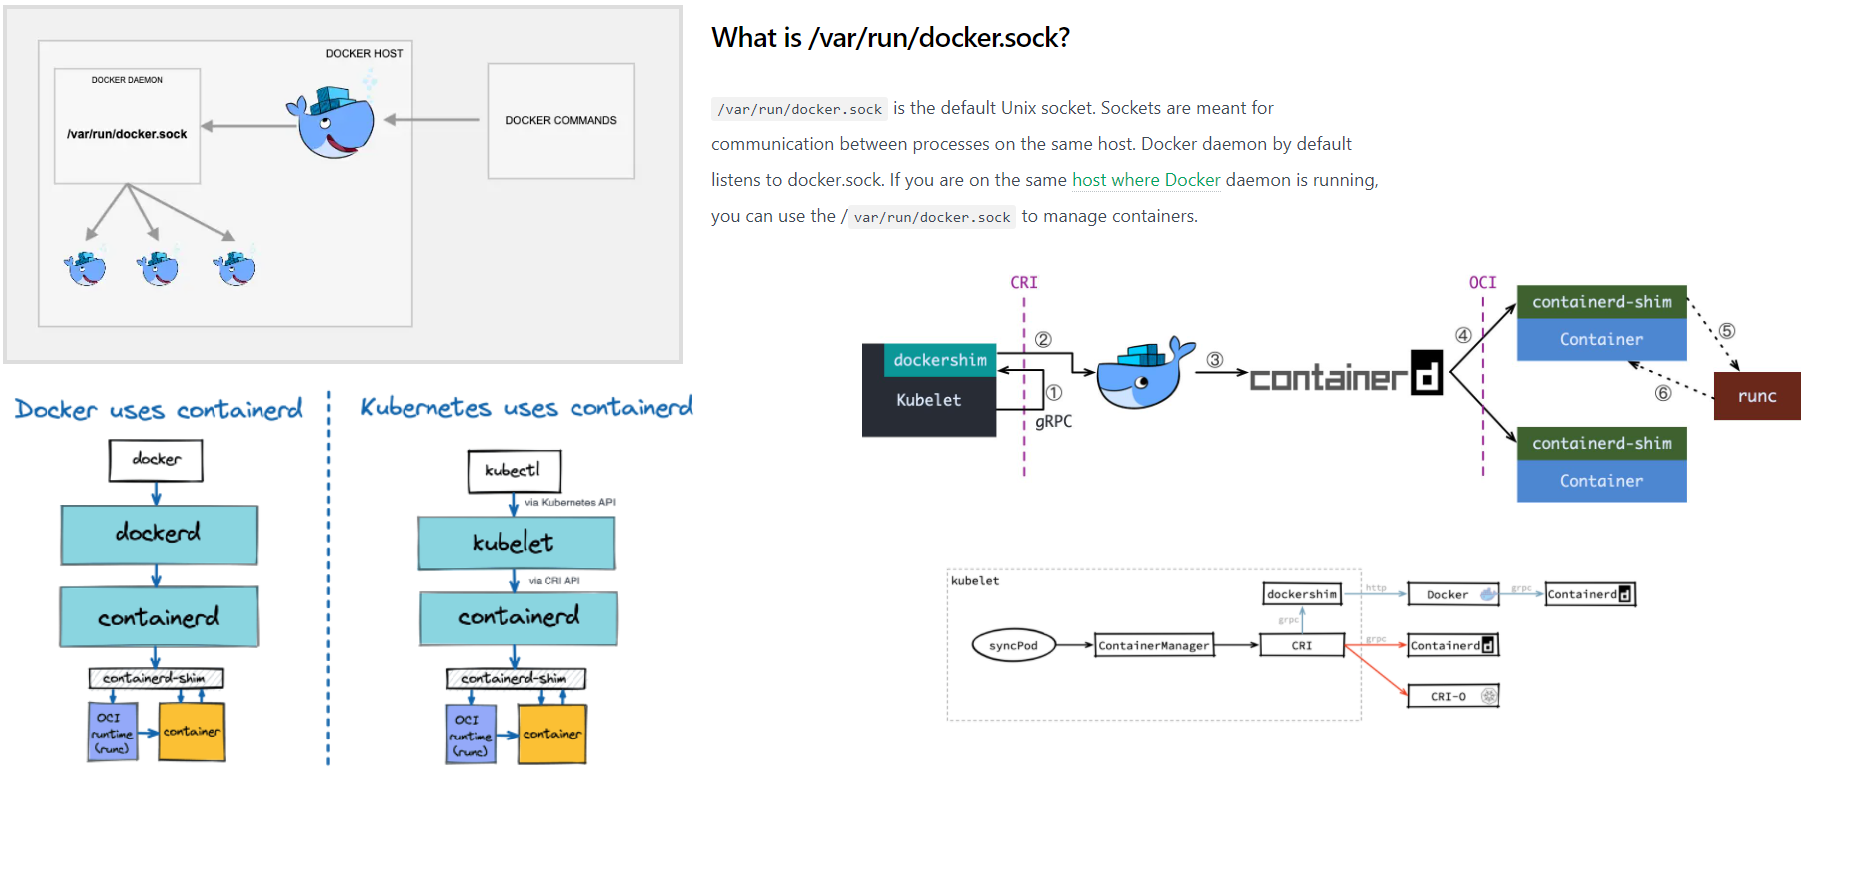 DOCKER HOST
DOCKER DAEMON
/var/run/docker.sock
DOCKER COMMANDS
What is /var/run/docker.sock?
/var/run/docker.sock is the default Unix socket. Sockets are meant for
communication between processes on the same host. Docker daemon by default
listens to docker.sock. If you are on the same host where Docker daemon is running,
you can use the /var/run/docker.sock to manage containers.
Docker uses containerd
docker
dockerd
containerd
containerd-shim
OCI
runtime
(runc)
container
Kubernetes uses containerd
kubectl
via Kubernetes API
kubelet
via CRI API
containerd
containerd-shim
OCI
runtime
(runc)
container
CRI
OCI
dockershim
Kubelet
②
①
gRPC
③
containerd
④
containerd-shim
Container
⑤
⑥
runc
containerd-shim
Container
kubelet
syncPod
ContainerManager
CRI
grpc
dockershim
http
Docker
grpc
Containerd
grpc
Containerd
CRI-O